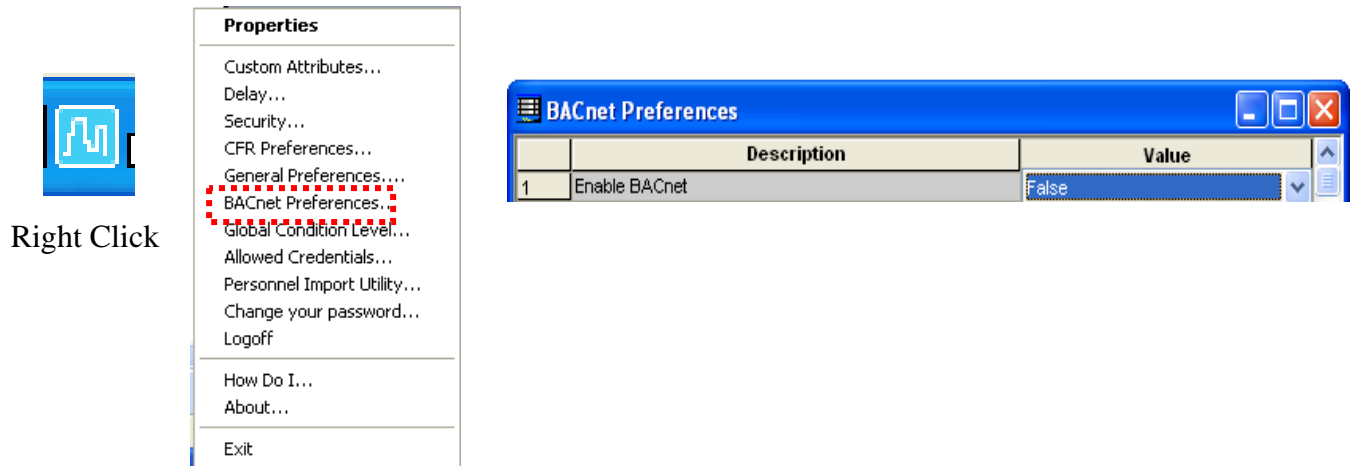 Right Click
Properties
Custom Attributes...
Delay...
Security...
CFR Preferences...
General Preferences....
BACnet Preferences..
Global Condition Level...
Allowed Credentials...
Personnel Import Utility...
Change your password...
Logoff
How Do I...
About...
Exit
BACnet Preferences
Description Value
1 Enable BACnet False